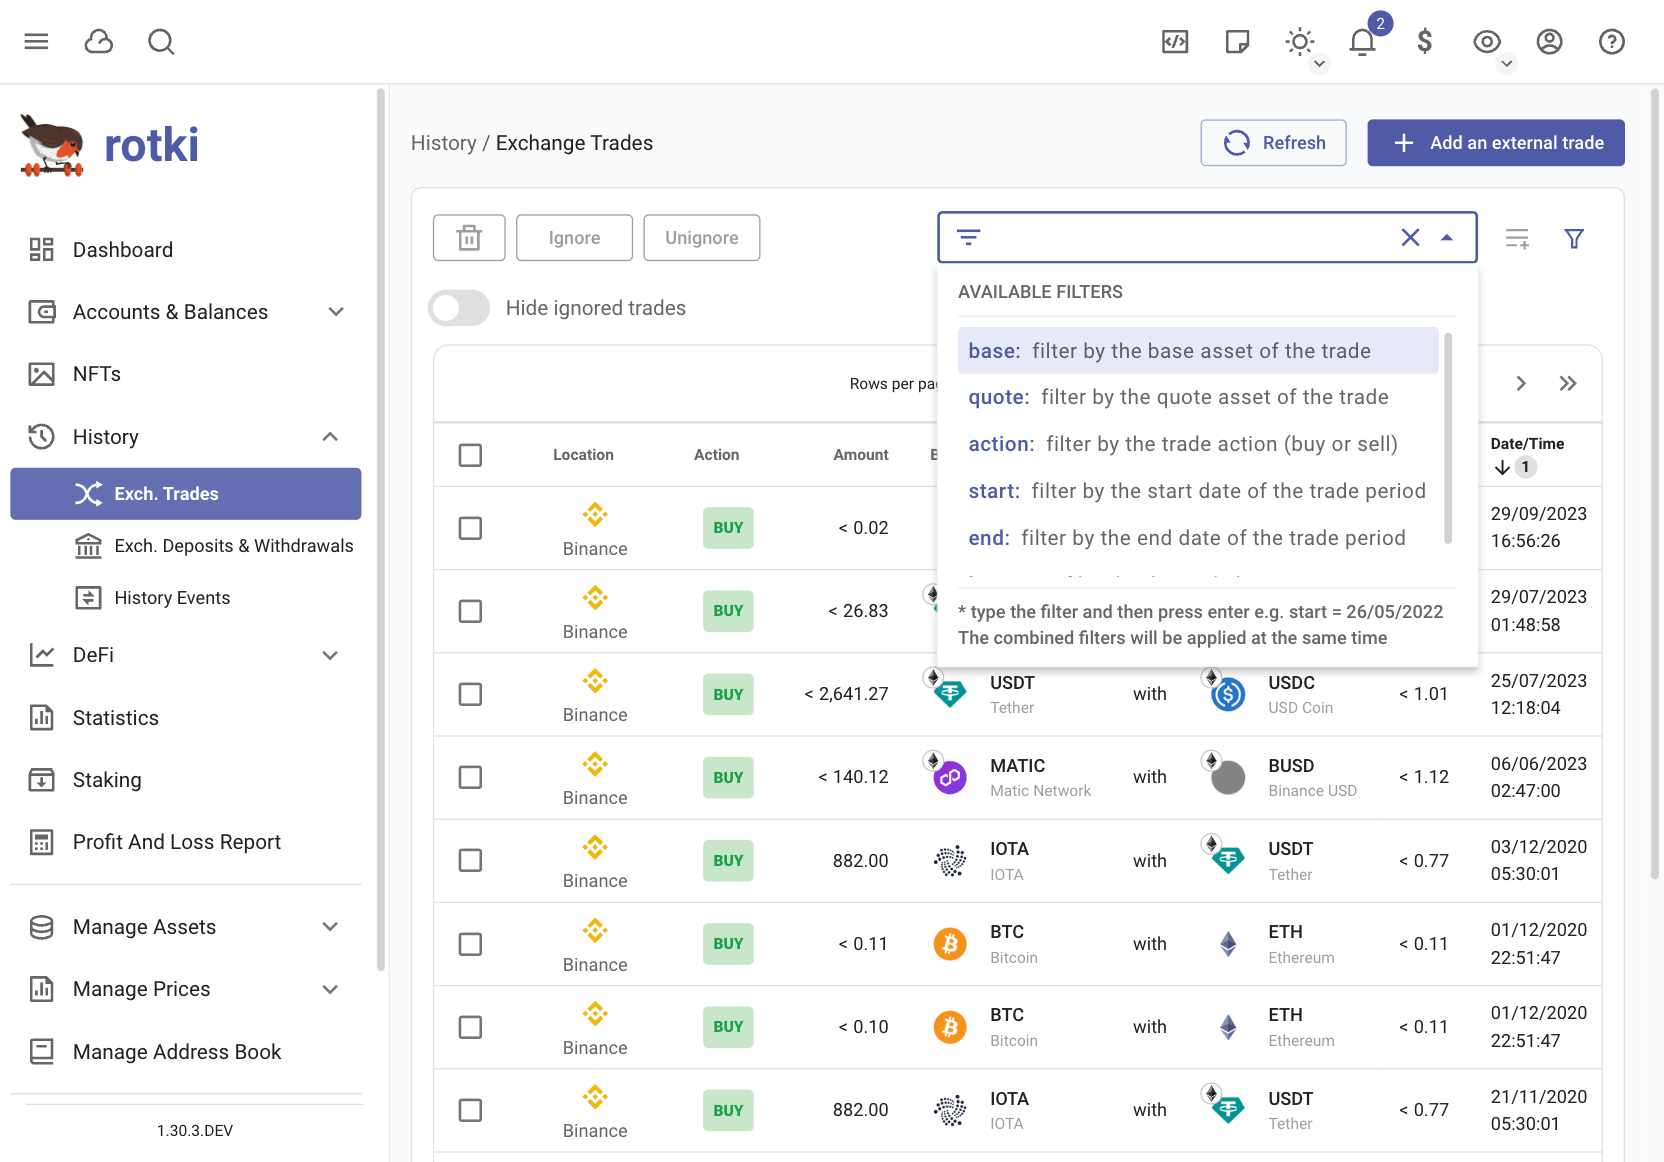 2
rotki
History / Exchange Trades
Refresh
Add an external trade
Dashboard
Accounts & Balances
NFTs
History
Exch. Trades
Exch. Deposits & Withdrawals
History Events
DeFi
Statistics
Staking
Profit And Loss Report
Manage Assets
Manage Prices
Manage Address Book
1.30.3.DEV
Ignore
Unignore
Hide ignored trades
AVAILABLE FILTERS
base: filter by the base asset of the trade
quote: filter by the quote asset of the trade
action: filter by the trade action (buy or sell)
start: filter by the start date of the trade period
end: filter by the end date of the trade period
* type the filter and then press enter e.g. start = 26/05/2022
The combined filters will be applied at the same time
Rows per
Location Action Amount Date/Time
1
Binance BUY < 0.02 29/09/2023
16:56:26
Binance BUY < 26.83 29/07/2023
01:48:58
Binance BUY < 2,641.27 USDT with USDC < 1.01 25/07/2023
Tether USD Coin 12:18:04
Binance BUY < 140.12 MATIC with BUSD < 1.12 06/06/2023
Matic Network Binance USD 02:47:00
Binance BUY 882.00 IOTA with USDT < 0.77 03/12/2020
IOTA Tether 05:30:01
Binance BUY < 0.11 BTC with ETH < 0.11 01/12/2020
Bitcoin Ethereum 22:51:47
Binance BUY < 0.10 BTC with ETH < 0.11 01/12/2020
Bitcoin Ethereum 22:51:47
Binance BUY 882.00 IOTA with USDT < 0.77 21/11/2020
IOTA Tether 05:30:01